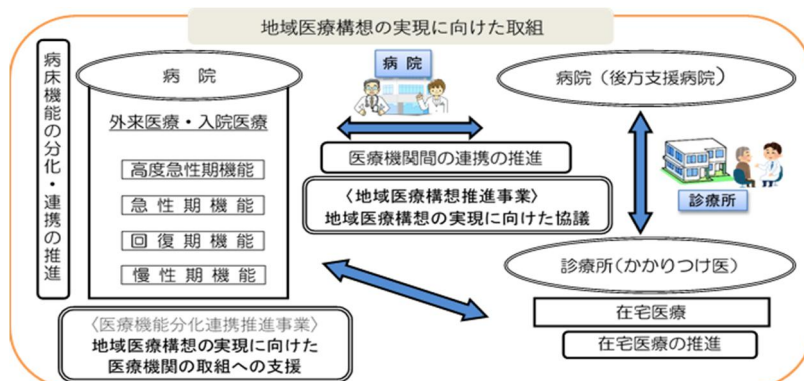 地域医療構想の実現に向けた取組
病床機能の分化・連携の推進
病 院
外来医療・入院医療
高度急性期機能
急 性 期 機 能
回 復 期 機 能
慢 性 期 機 能
〈医療機能分化連携推進事業〉
地域医療構想の実現に向けた
医療機関の取組への支援
病 院
医療機関間の連携の推進
〈地域医療構想推進事業〉
地域医療構想の実現に向けた協議
病院（後方支援病院）
診療所
診療所（かかりつけ医）
在宅医療
在宅医療の推進